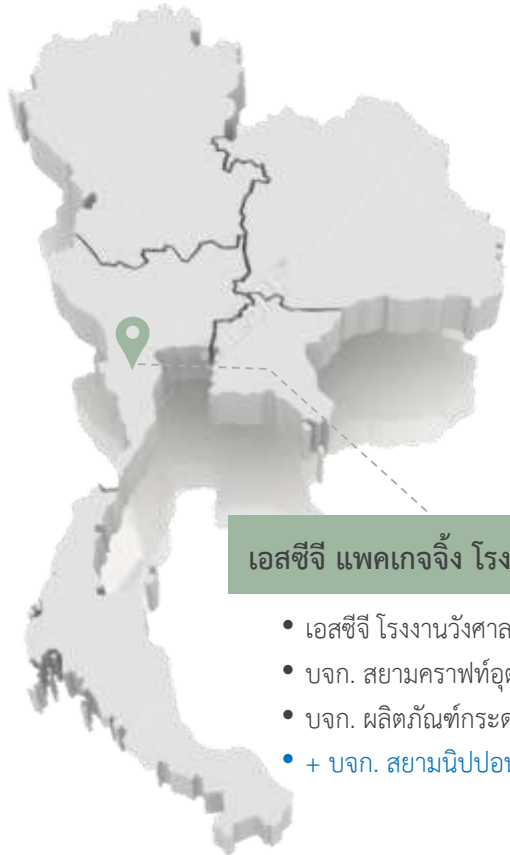 เอสซีจี แพคเกจจิ้ง โรง
• เอสซีจี โรงงานวังศาล
• บจก. สยามคราฟท์อุต
• บจก. ผลิตภัณฑ์กระด
• + บจก. สยามนิปปอน